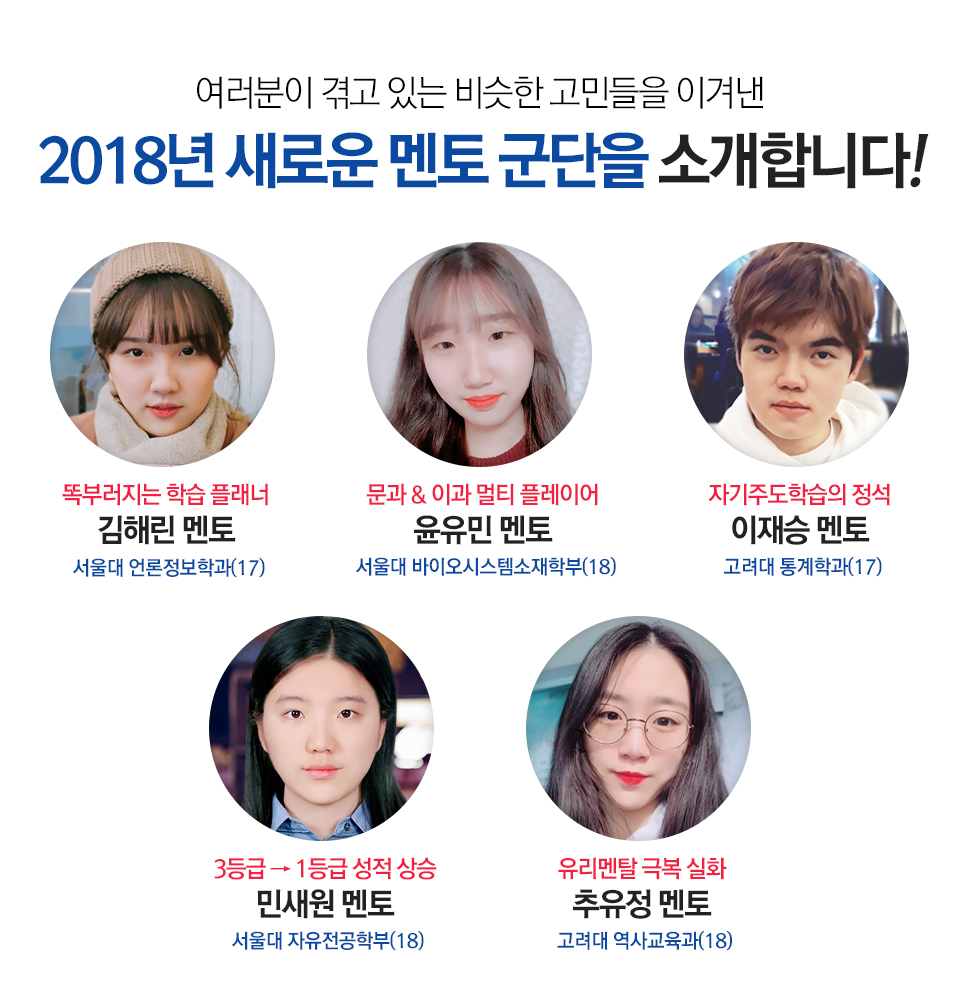 여러분이 겪고 있는 비슷한 고민들을 이겨낸
2018년 새로운 멘토 군단을 소개합니다!
똑부러지는 학습 플래너
김해린 멘토
서울대 언론정보학과(17)
문과 & 이과 멀티 플레이어
윤유민 멘토
서울대 바이오시스템소재학부(18)
자기주도학습의 정석
이재승 멘토
고려대 통계학과(17)
3등급 → 1등급 성적 상승
민새원 멘토
서울대 자유전공학부(18)
유리멘탈 극복 실화
추유정 멘토
고려대 역사교육과(18)